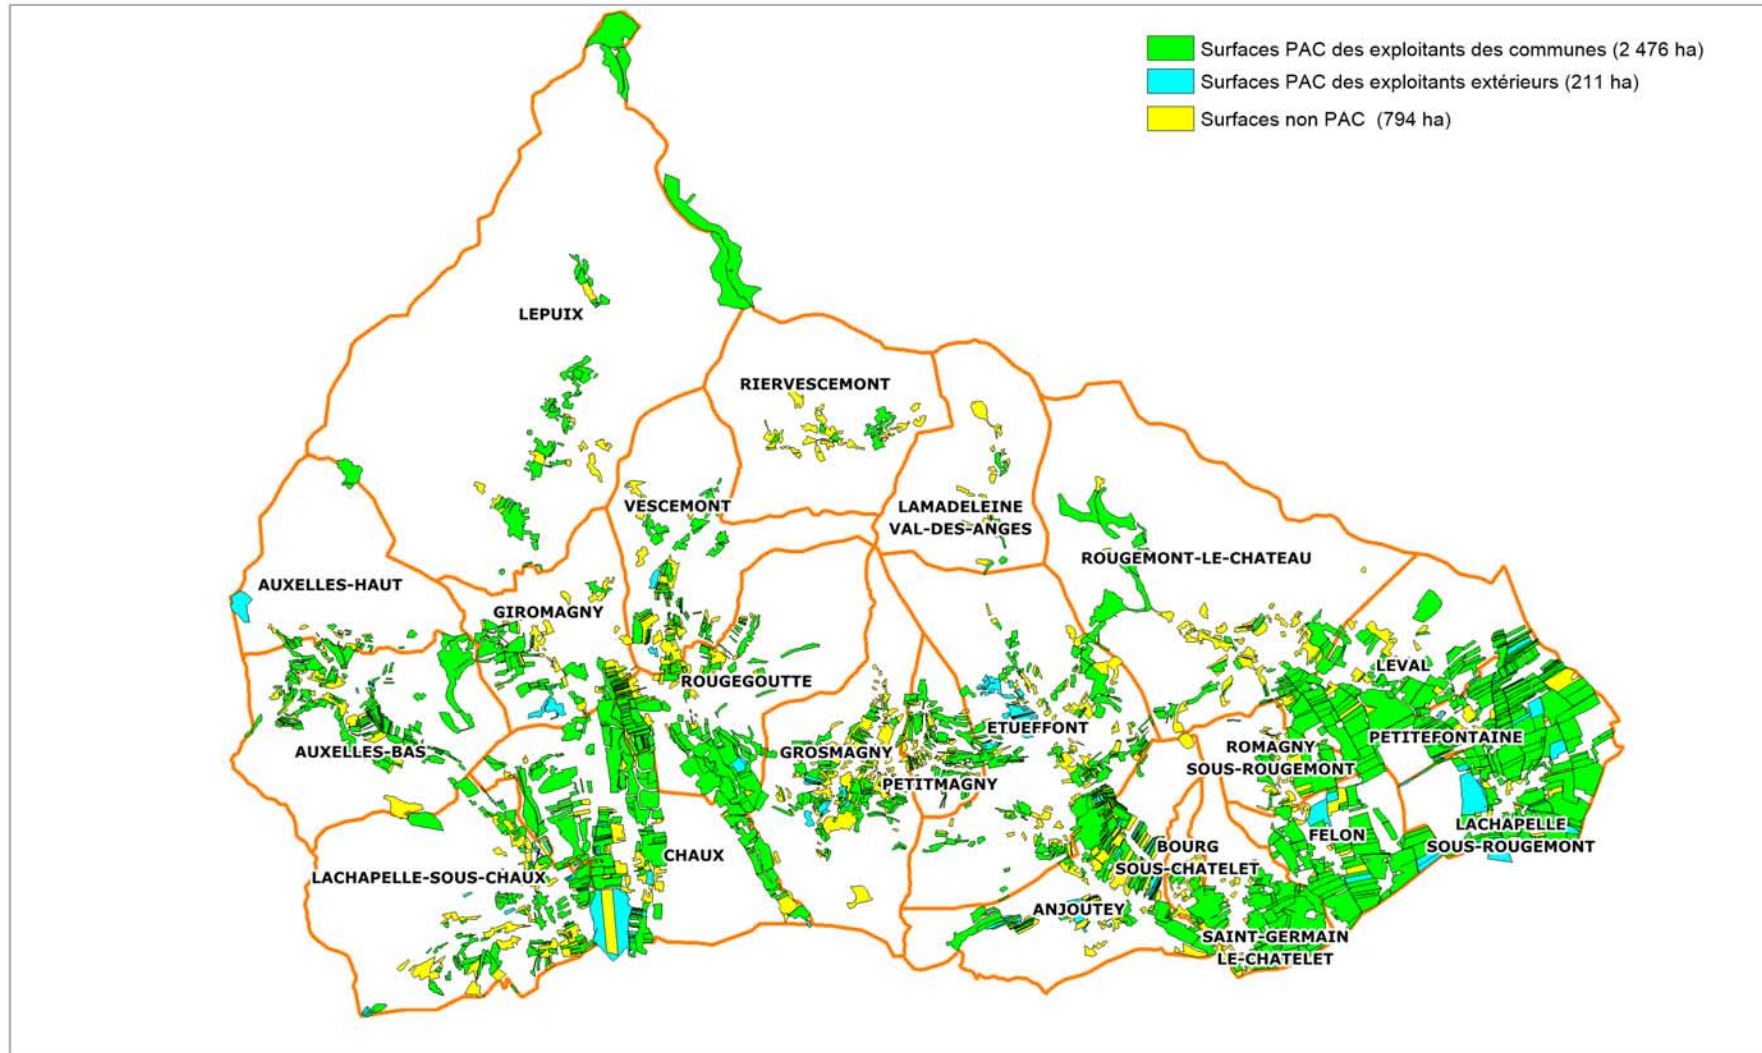 Surfaces PAC des exploitants des communes (2 476 ha)
Surfaces PAC des exploitants extérieurs (211 ha)
Surfaces non PAC (794 ha)
LEPUIX
RIERVESCEMONT
VESCEMONT
LAMADELEINE
VAL-DES-ANGES
ROUGEMONT-LE-CHATEAU
AUXELLES-HAUT
GIROMAGNY
LEVAL
ROUGEGOUTTE
ETUEFFONT
PETITEFONTAINE
AUXELLES-BAS
GROSMAGNY
ROMAGNY
SOUS-ROUGEMONT
PETITMAGNY
LACHAPELLE
SOUS-ROUGEMONT
FELON
BOURG
SOUS-CHATELET
CHAUX
LACHAPELLE-SOUS-CHAUX
ANJOUTEY
SAINT-GERMAIN
LE-CHATELET